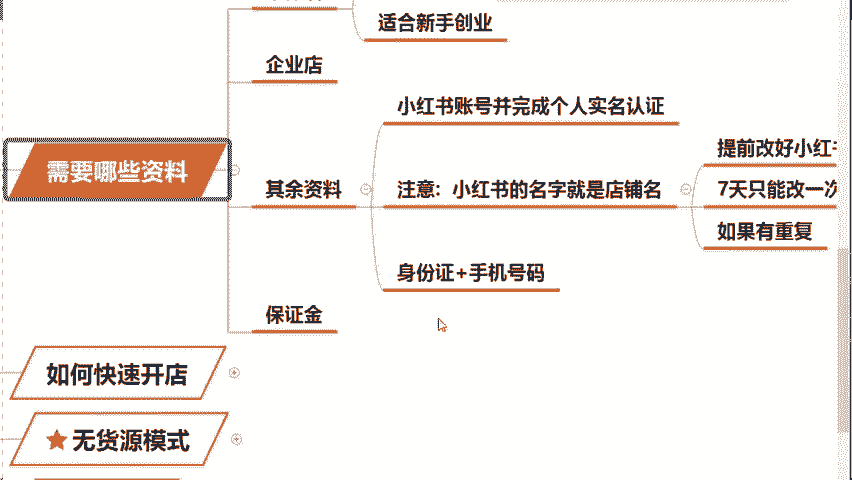 适合新手创业
企业店
小红书账号并完成个人实名认证
提前改好小红
需要哪些资料
其余资料
注意：小红书的名字就是店铺名
7天只能改一次
如果有重复
身份证+手机号码
保证金
如何快速开店
无货源模式